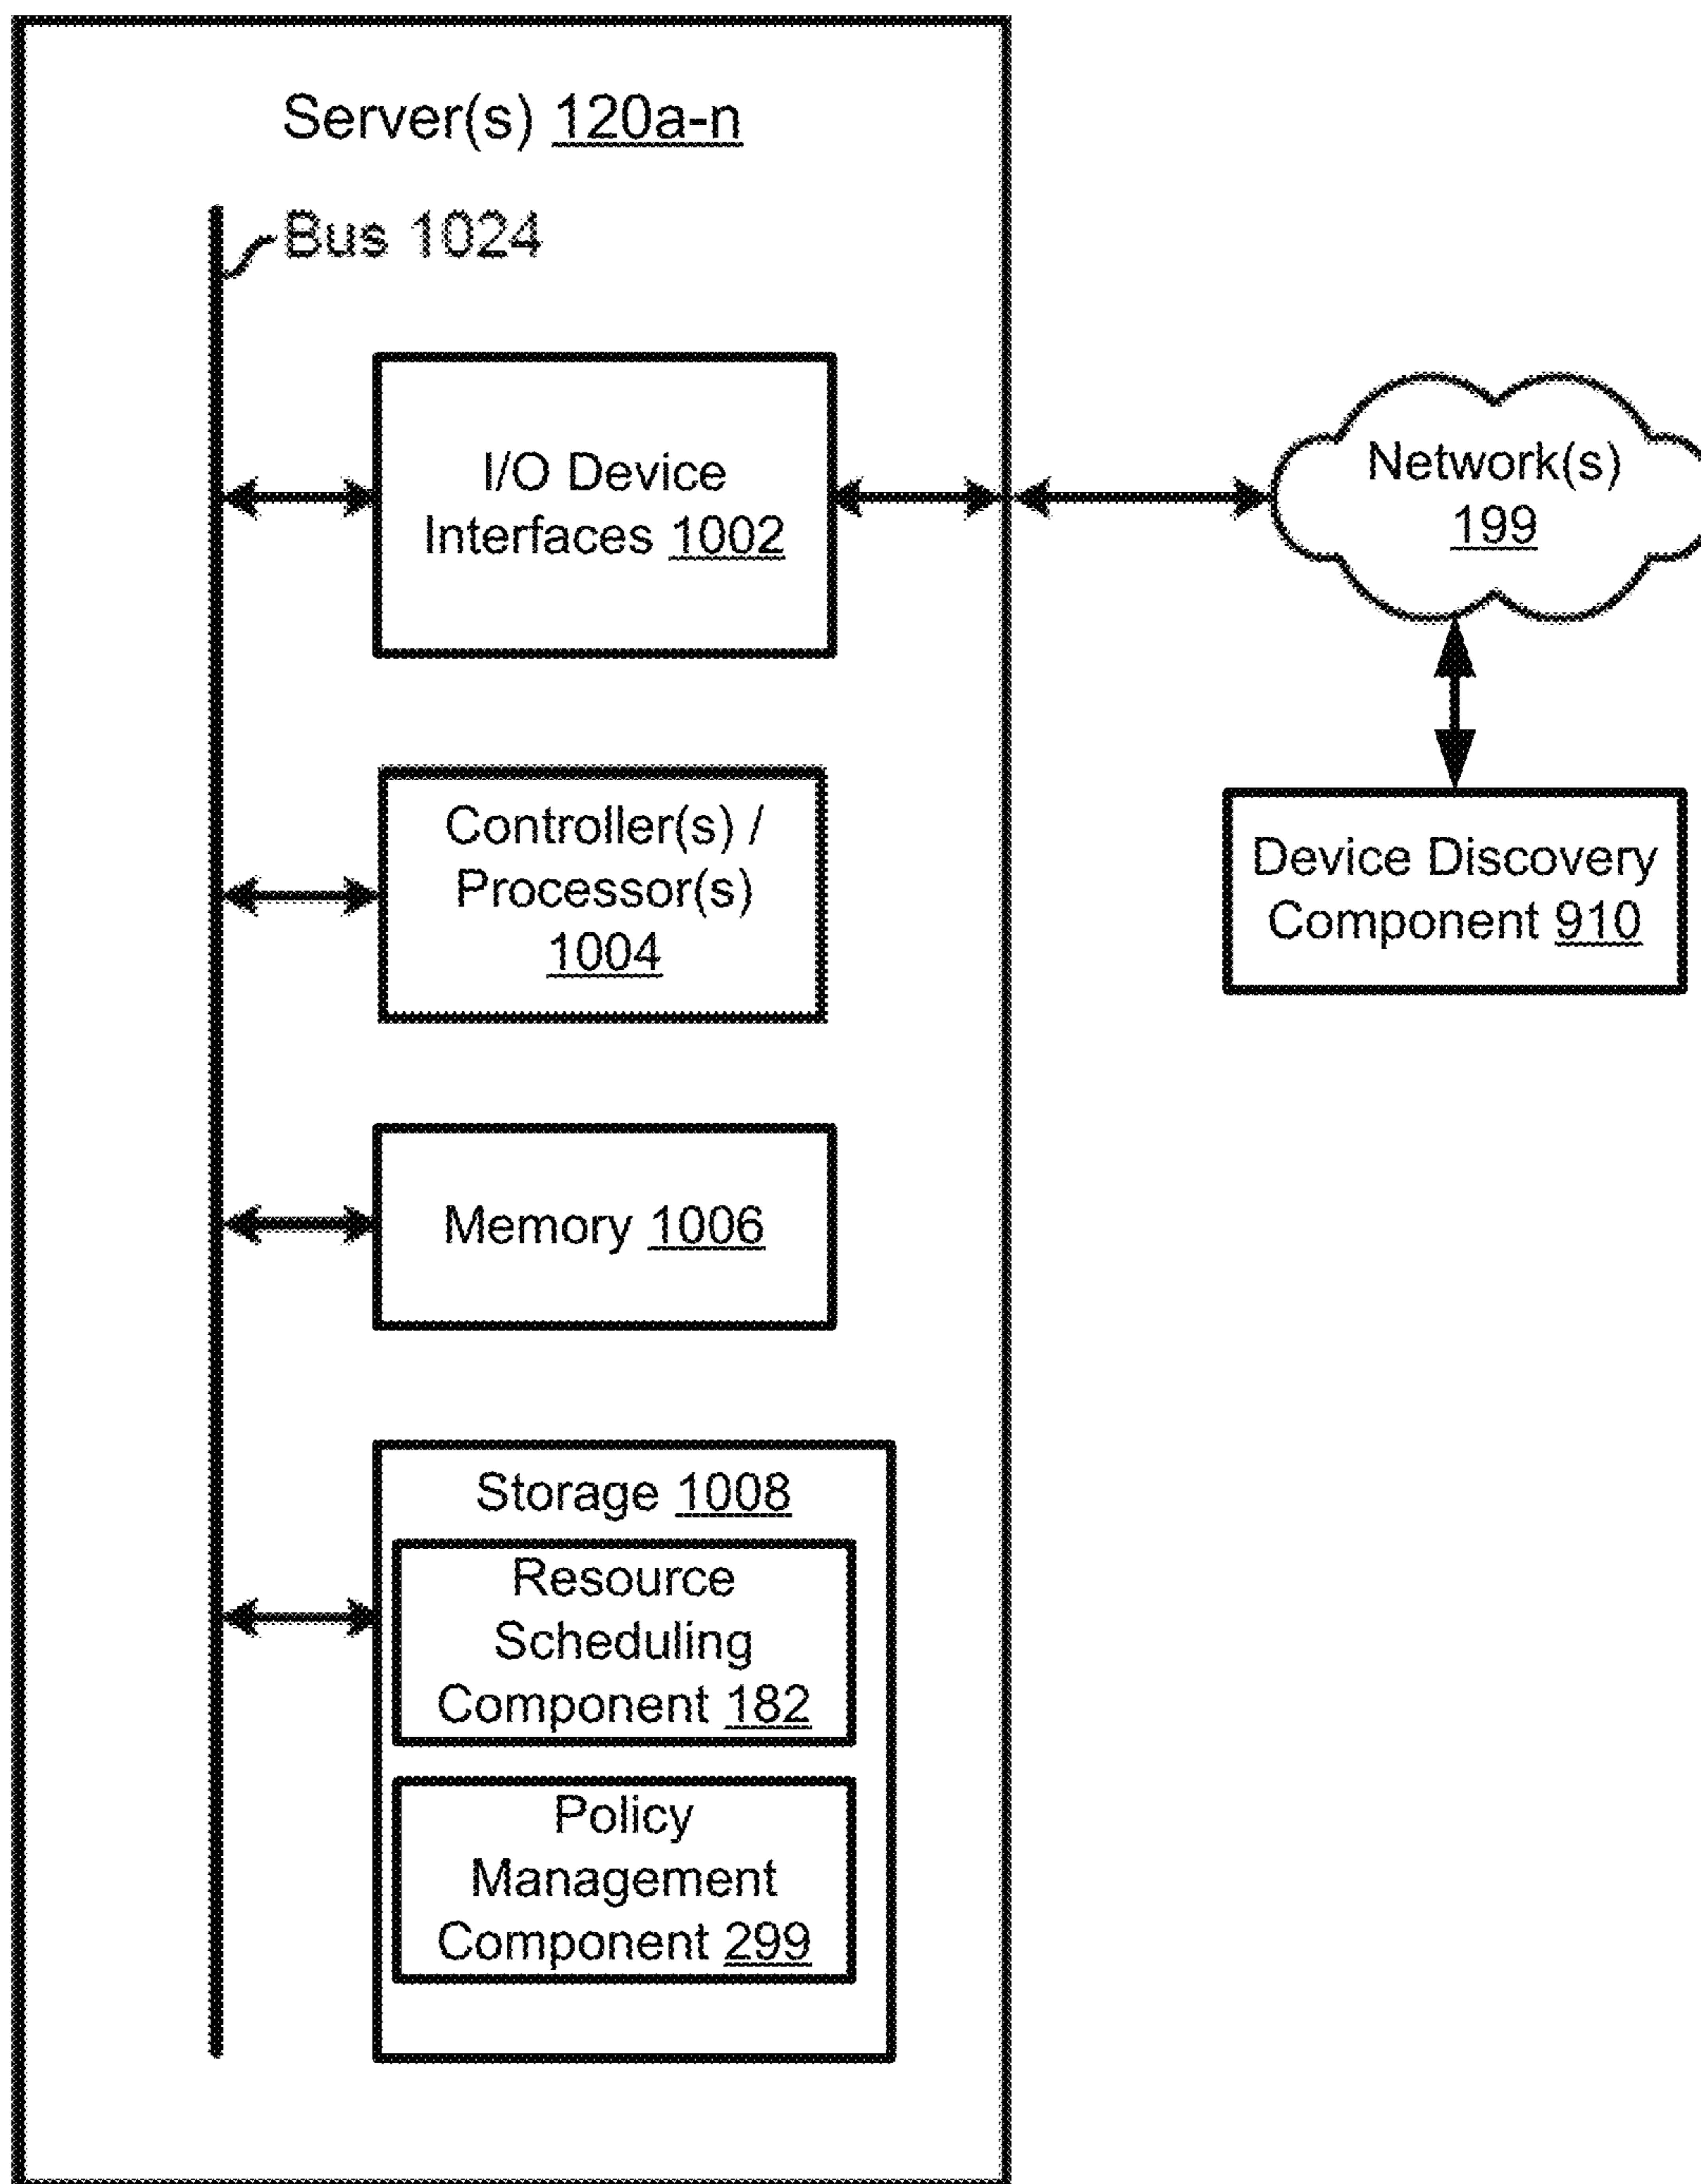 Server(s) 120a-n
Bus 1024
I/O Device
Interfaces 1002
Network(s)
199
Controller(s) /
Processor(s)
1004
Device Discovery
Component 910
Memory 1006
Storage 1008
Resource
Scheduling
Component 182
Policy
Management
Component 299